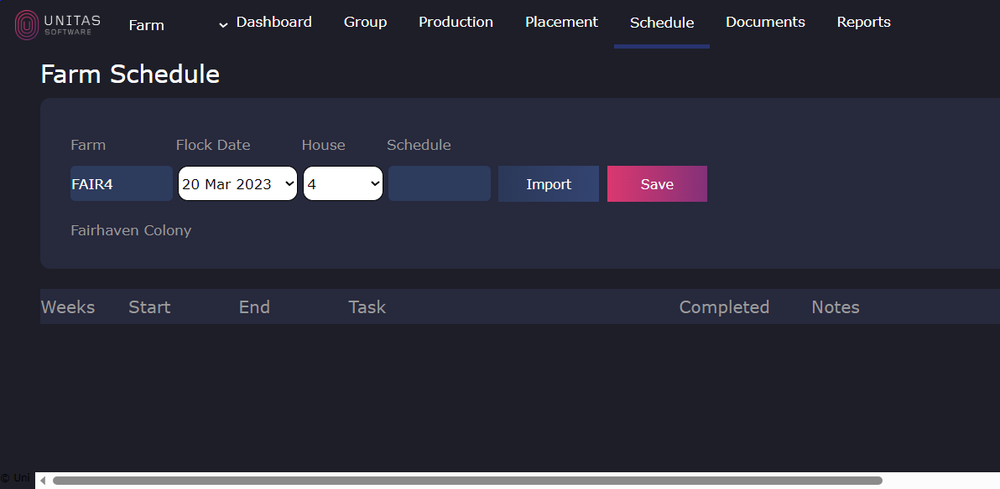 UNITAS
SOFTWARE
Farm Dashboard Group Production Placement Schedule Documents Reports
Farm Schedule
Farm Flock Date House Schedule
FAIR4 20 Mar 2023 4 Import Save
Fairhaven Colony
Weeks Start End Task Completed Notes
© Uni